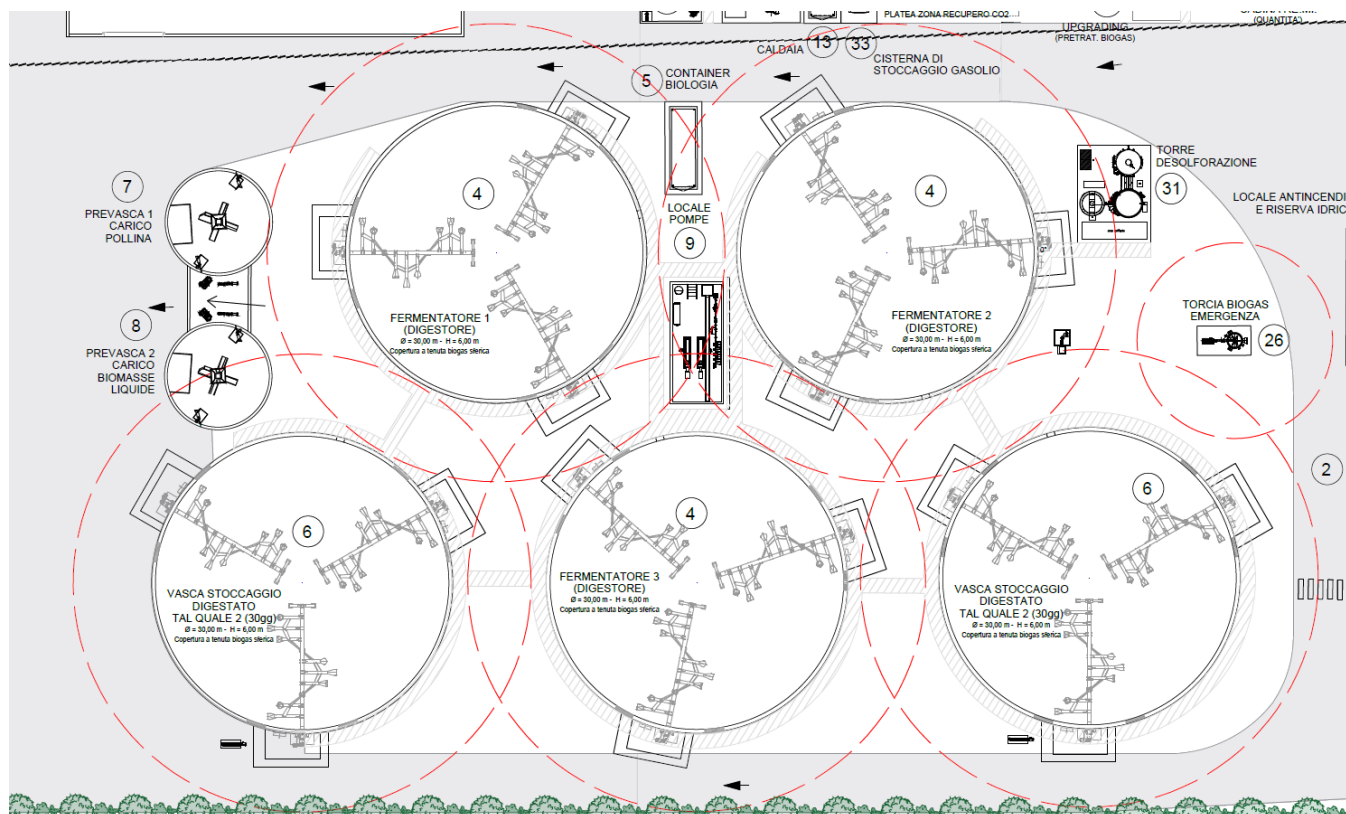 PLATEA ZONA RECUPERO CO2...
(QUANTITA')
UPGRADING
(PRETRAT. BIOGAS)
CALDAIA
13
33
CISTERNA DI
STOCCAGGIO GASOLIO
5
CONTAINER
BIOLOGIA
TORRE
DESOLFORAZIONE
31
7
PREVASCA 1
CARICO
POLLINA
4
4
LOCALE
POMPE
9
LOCALE ANTINCENDI
E RISERVA IDRIC
TORCIA BIOGAS
EMERGENZA
26
8
PREVASCA 2
CARICO
BIOMASSE
LIQUIDE
FERMENTATORE 1
(DIGESTORE)
Ø = 30,00 m - H = 6,00 m
Copertura a tenuta biogas sferica
FERMENTATORE 2
(DIGESTORE)
Ø = 30,00 m - H = 6,00 m
Copertura a tenuta biogas sferica
2
6
4
6
VASCA STOCCAGGIO
DIGESTATO
TAL QUALE 2 (30gg)
Ø = 30,00 m - H = 6,00 m
Copertura a tenuta biogas sferica
FERMENTATORE 3
(DIGESTORE)
Ø = 30,00 m - H = 6,00 m
Copertura a tenuta biogas sferica
VASCA STOCCAGGIO
DIGESTATO
TAL QUALE 2 (30gg)
Ø = 30,00 m - H = 6,00 m
Copertura a tenuta biogas sferica